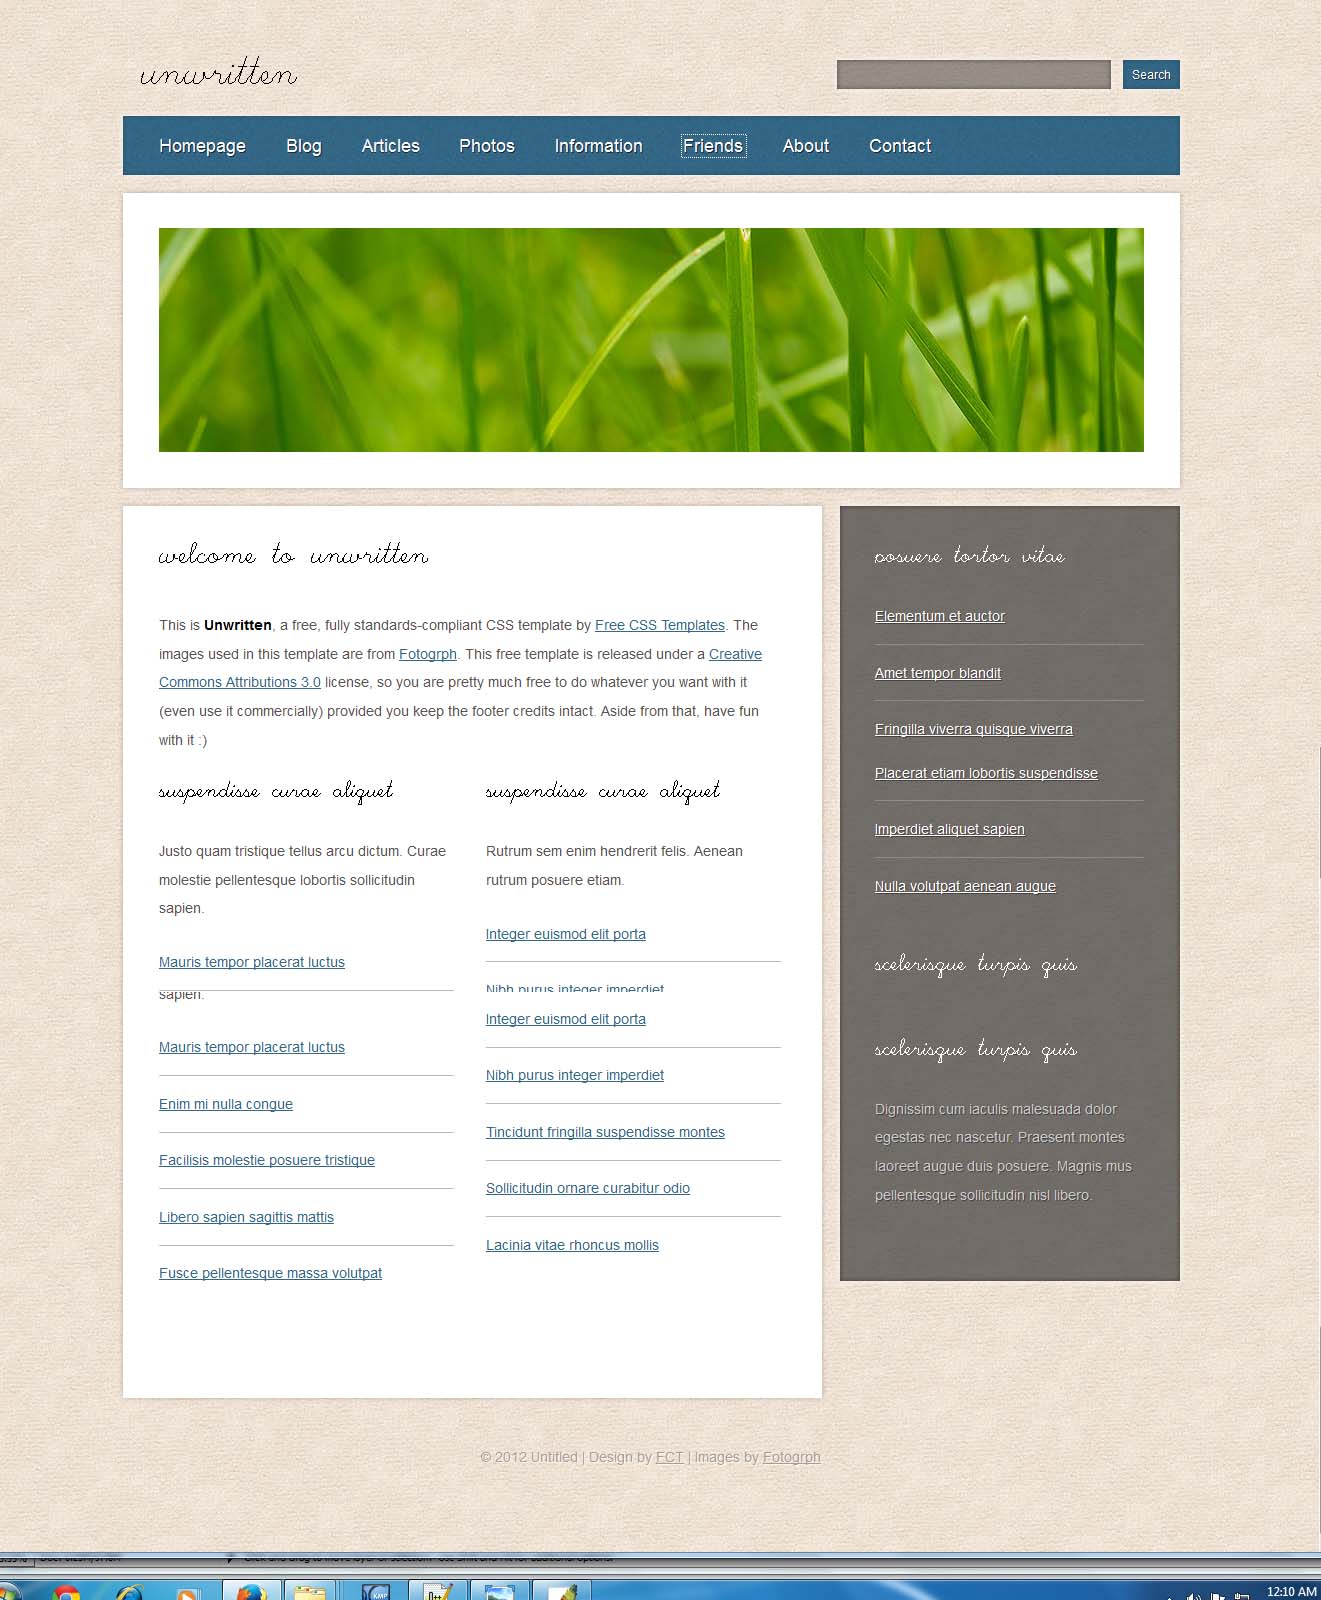 unwritten
Search
Homepage Blog Articles Photos Information Friends About Contact
welcome to unwritten
This is Unwritten, a free, fully standards-compliant CSS template by Free CSS Templates. The
images used in this template are from Fotogrph. This free template is released under a Creative
Commons Attributions 3.0 license, so you are pretty much free to do whatever you want with it
(even use it commercially) provided you keep the footer credits intact. Aside from that, have fun
with it :)
suspendisse curae aliquet
Justo quam tristique tellus arcu dictum. Curae
molestie pellentesque lobortis sollicitudin
sapien.
Mauris tempor placerat luctus
sapien.
Mauris tempor placerat luctus
Enim mi nulla congue
Facilisis molestie posuere tristique
Libero sapien sagittis mattis
Fusce pellentesque massa volutpat
suspendisse curae aliquet
Rutrum sem enim hendrerit felis. Aenean
rutrum posuere etiam.
Integer euismod elit porta
Nibh purus integer imperdiet
Integer euismod elit porta
Nibh purus integer imperdiet
Tincidunt fringilla suspendisse montes
Sollicitudin ornare curabitur odio
Lacinia vitae rhoncus mollis
posuere tortor vitae
Elementum et auctor
Amet tempor blandit
Fringilla viverra quisque viverra
Placerat etiam lobortis suspendisse
Imperdiet aliquet sapien
Nulla volutpat aenean augue
scelerisque turpis quis
scelerisque turpis quis
Dignissim cum iaculis malesuada dolor
egestas nec nascetur. Praesent montes
laoreet augue duis posuere. Magnis mus
pellentesque sollicitudin nisl libero.
© 2012 Untitled | Design by FCT | Images by Fotogrph
KMP
12:10 AM